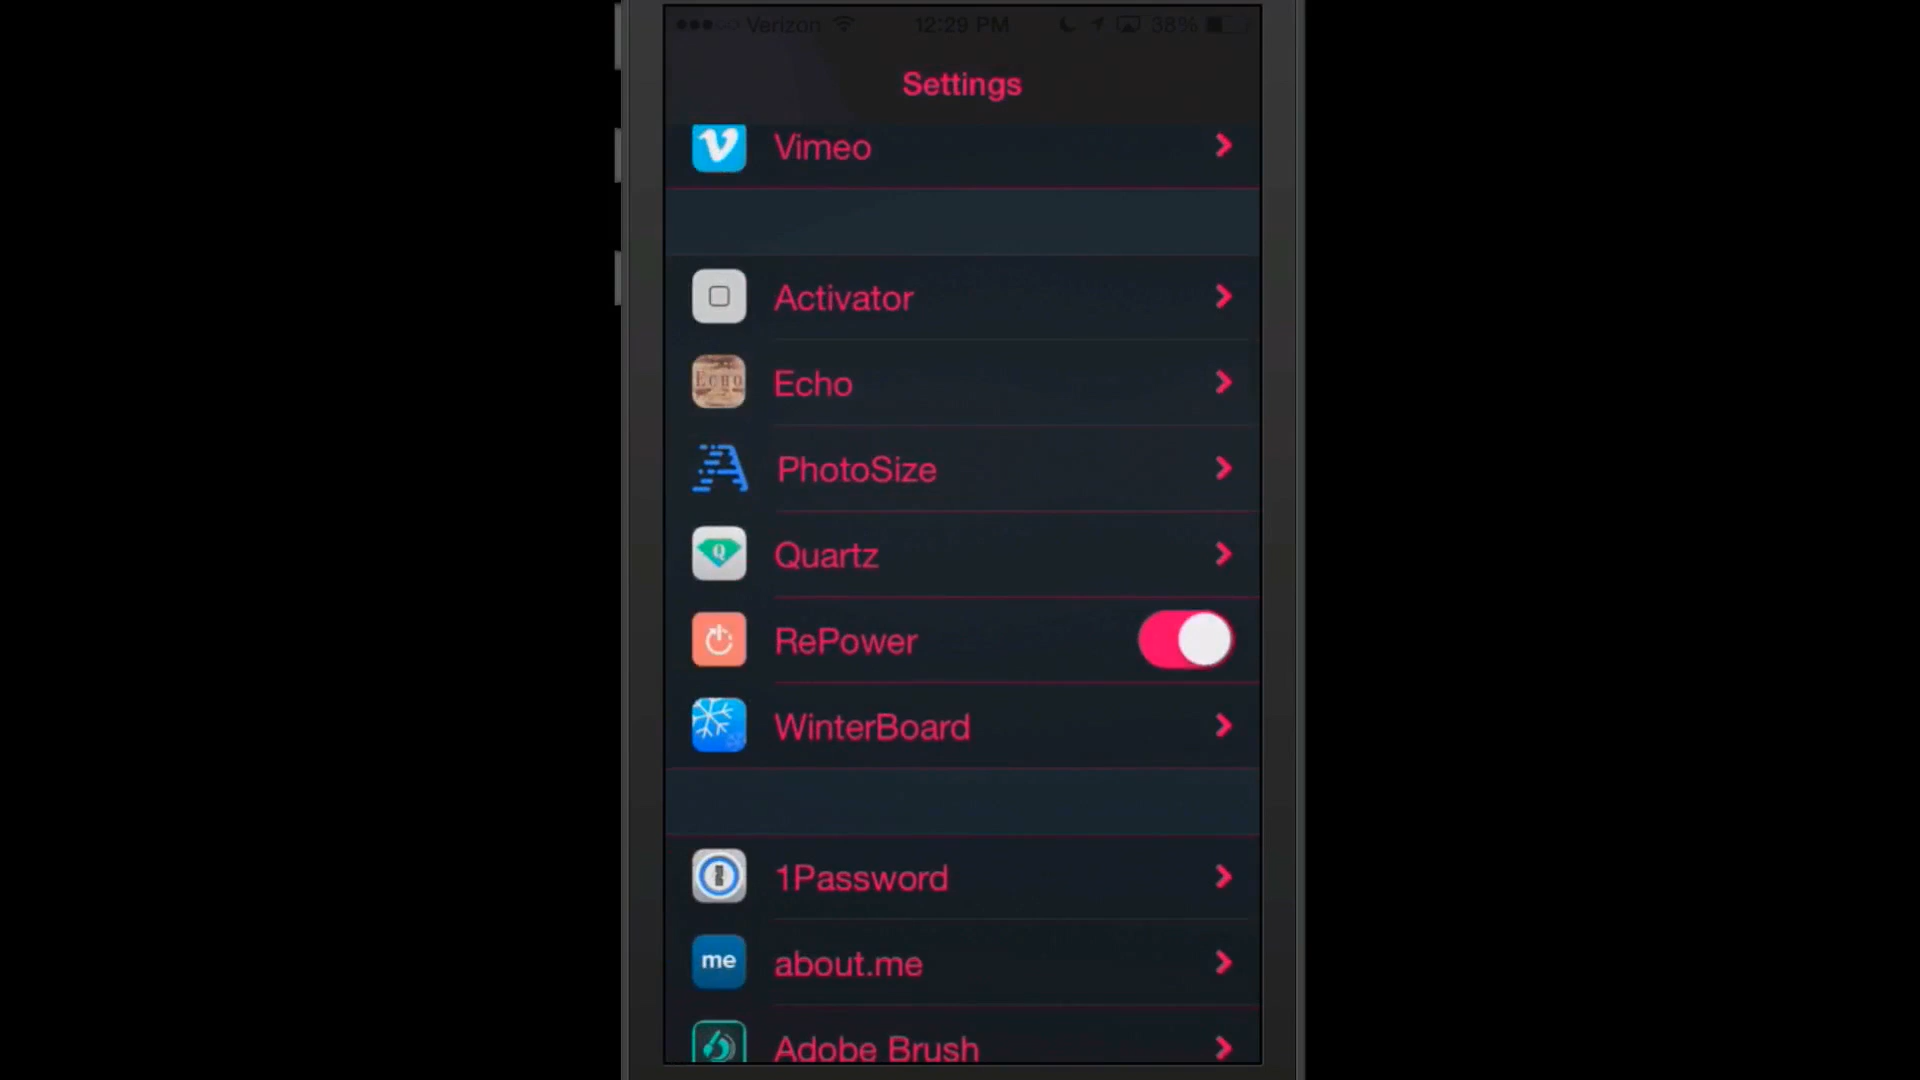 Verizon 12:29 PM 38%
Settings
Vimeo
Activator
ECHO Echo
PhotoSize
Q Quartz
RePower
WinterBoard
1Password
me about.me
Adobe Brush